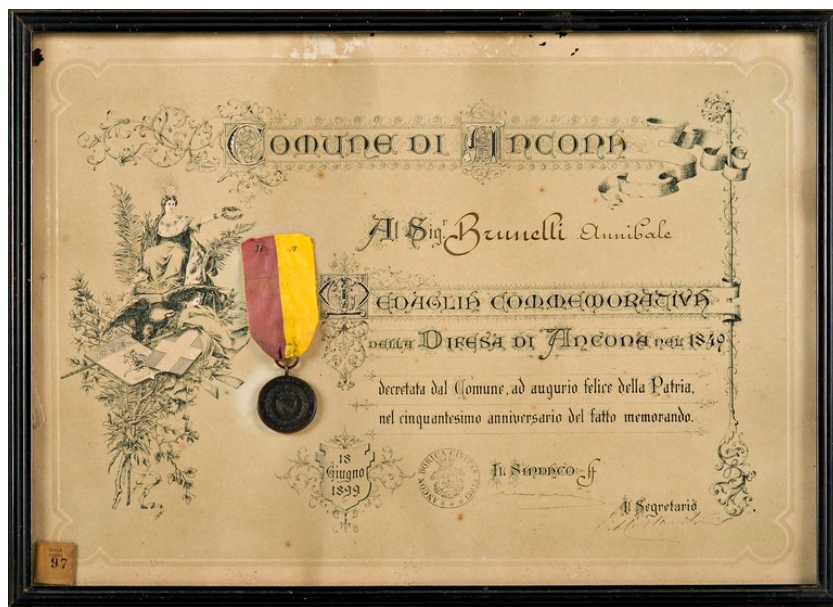 COMUNE DI ANCONA
Al Sig.r Brunelli Annibale
MEDAGLIA COMMEMORATIVA
DELLA DIFESA DI ANCONA NEL 1849
decretata dal Comune, ad augurio felice della Patria,
nel cinquantesimo anniversario del fatto memorando.
18
Giugno
1899
IL SINDACO ff
Il Segretario
97